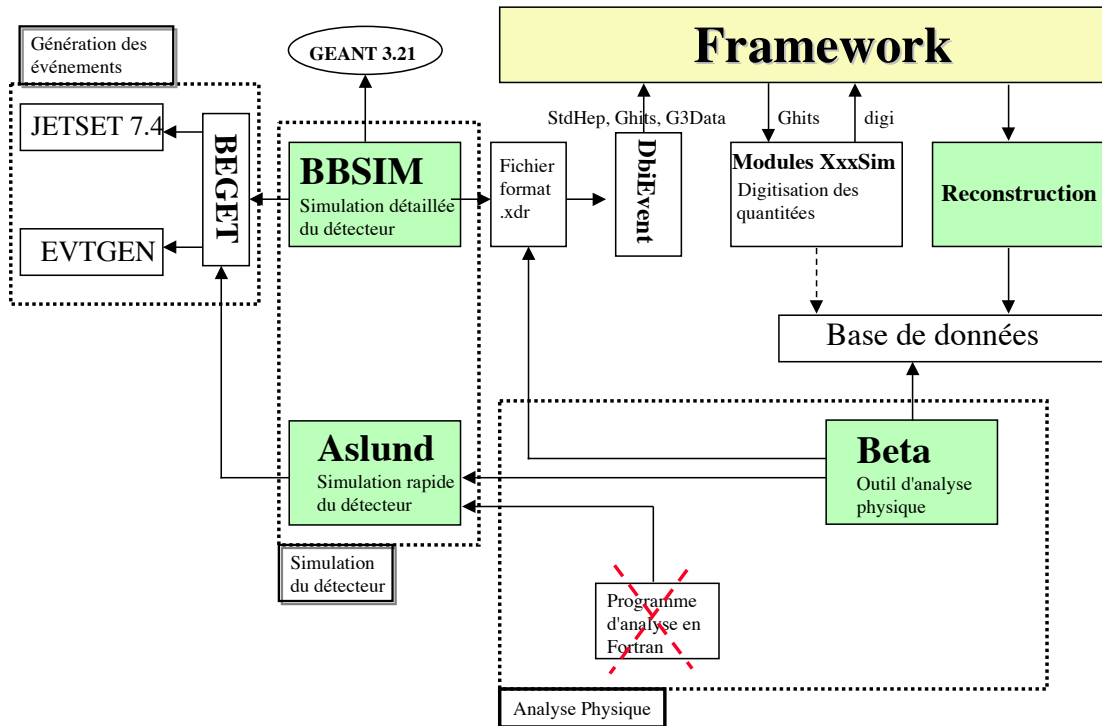 Génération des
événements
GEANT 3.21
Framework
JETSET 7.4
BEGET
EVTGEN
BBSIM
Simulation détaillée
du détecteur
Fichier
format
.xdr
StdHep, Ghits, G3Data
DbiEvent
Ghits
digi
Modules XxxSim
Digitisation des
quantitées
Reconstruction
Base de données
Aslund
Simulation rapide
du détecteur
Beta
Outil d'analyse
physique
Simulation
du détecteur
Programme
d'analyse en
Fortran
Analyse Physique